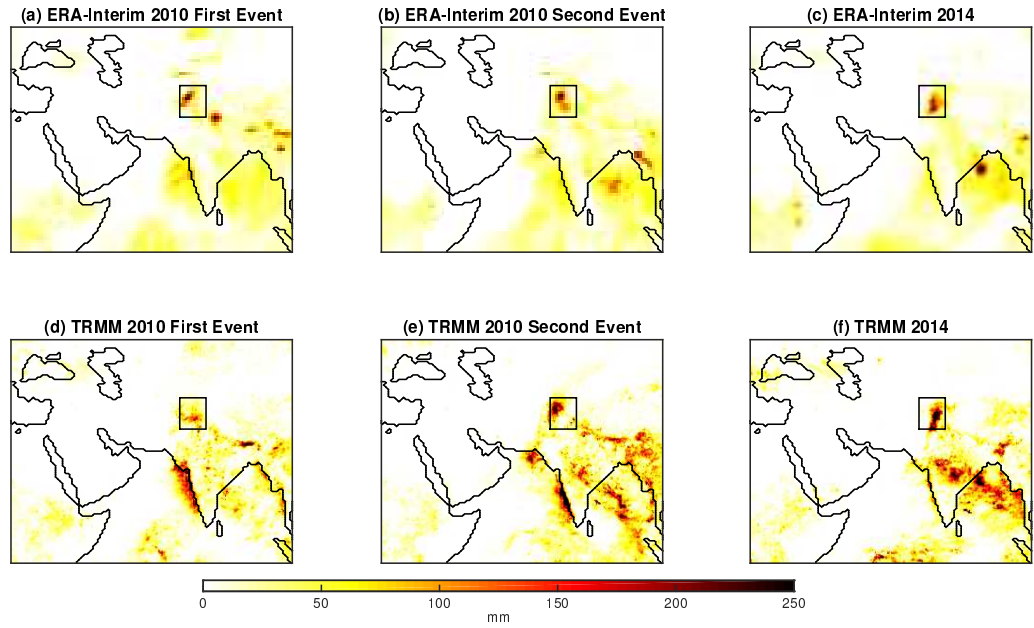 (a) ERA-Interim 2010 First Event
(b) ERA-Interim 2010 Second Event
(c) ERA-Interim 2014
(d) TRMM 2010 First Event
(e) TRMM 2010 Second Event
(f) TRMM 2014
0 50 100 150 200 250
mm